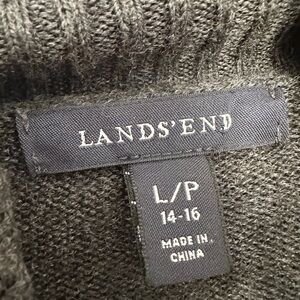 LANDS'END
L/P
14-16
MADE IN
CHINA